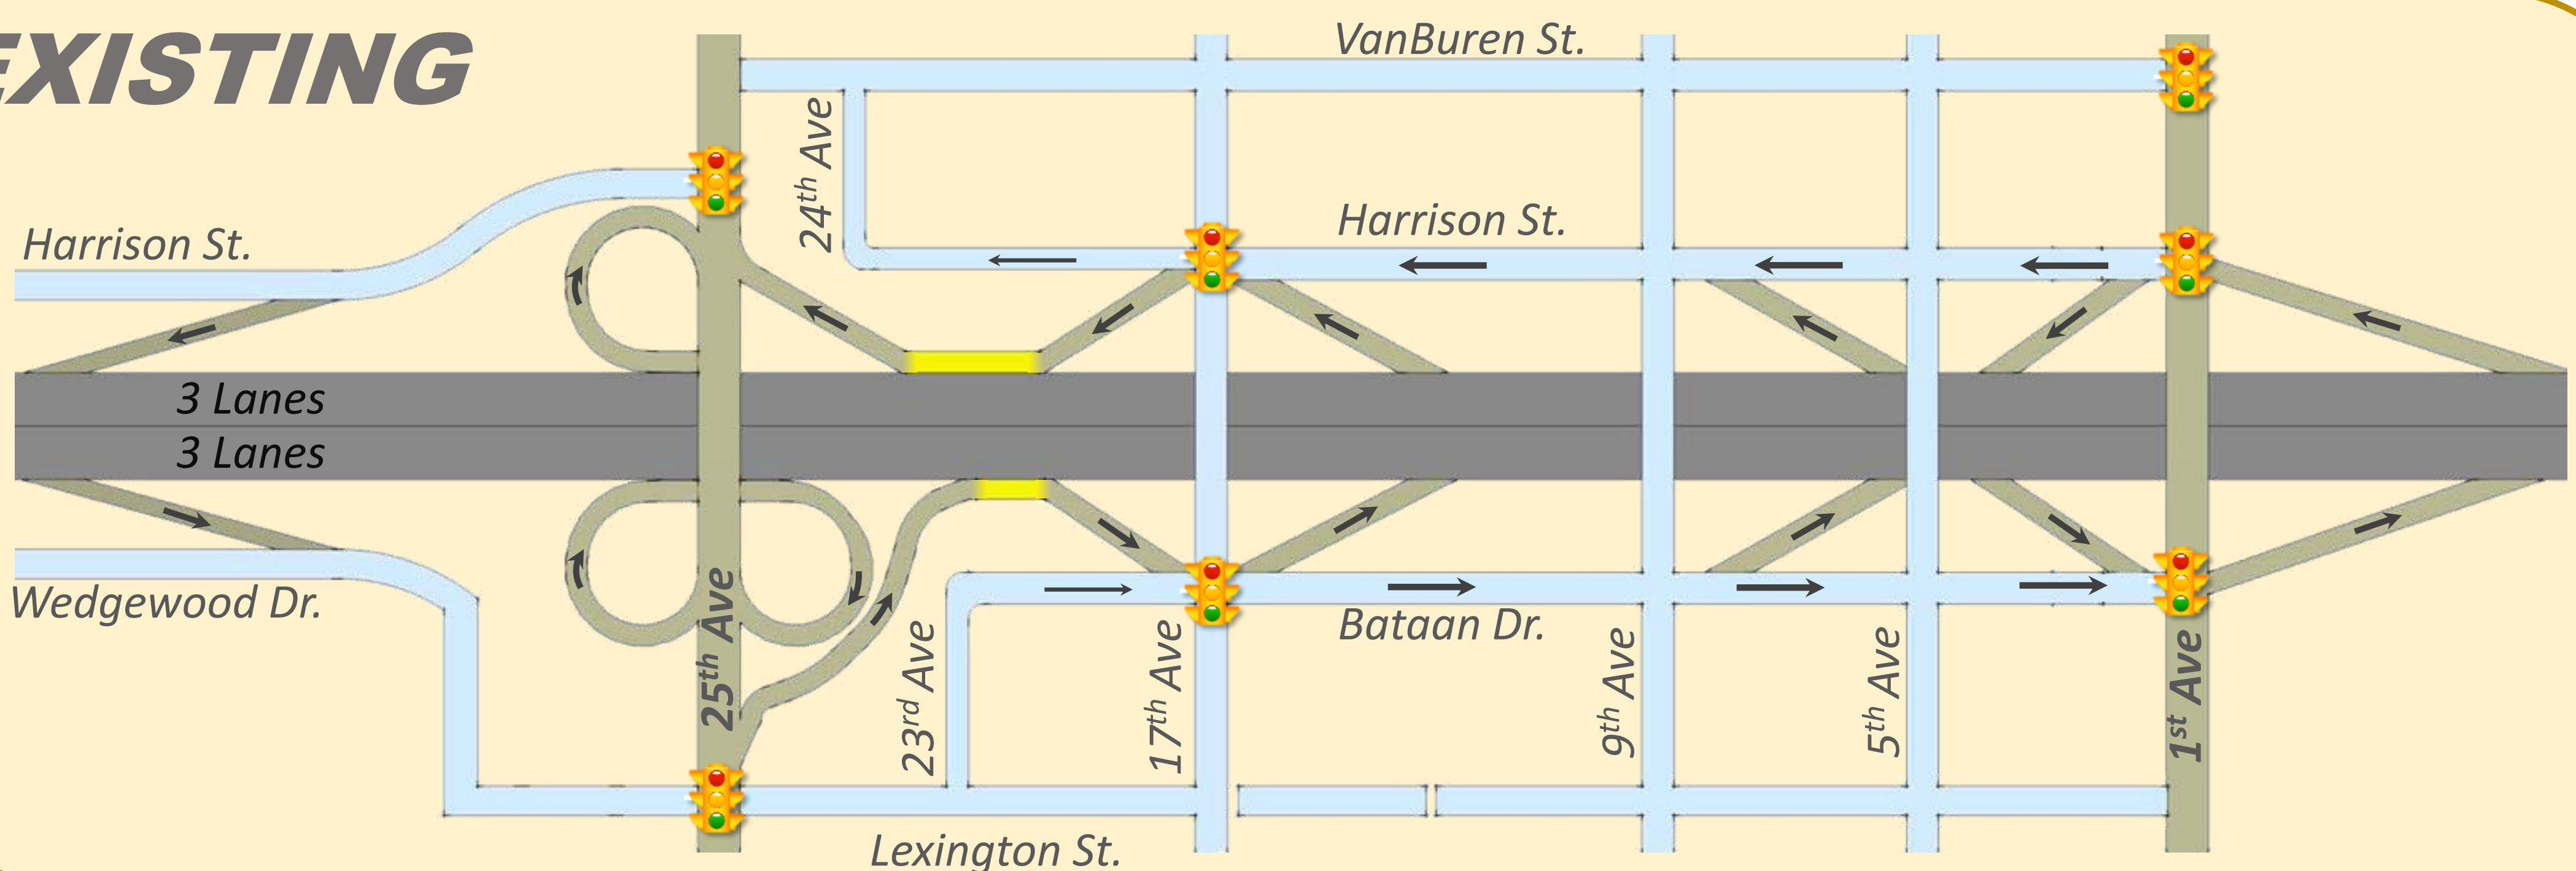 EXISTING
VanBuren St.
24th Ave
Harrison St.
Harrison St.
3 Lanes
3 Lanes
Wedgewood Dr.
25th Ave
23rd Ave
17th Ave
Bataan Dr.
9th Ave
5th Ave
1st Ave
Lexington St.